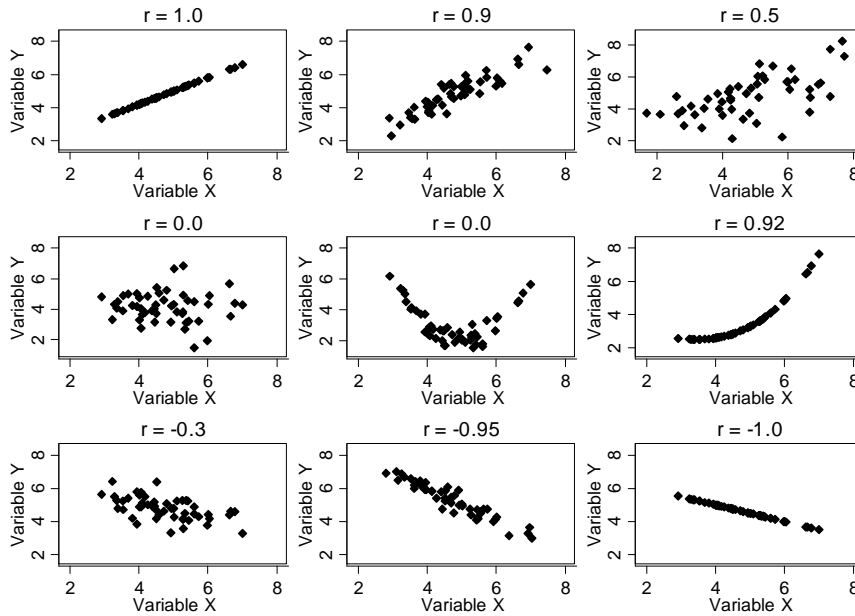 r = 1.0
r = 0.9
r = 0.5
Variable Y
8
6
4
2
2 4 6 8
Variable X
Variable Y
8
6
4
2
2 4 6 8
Variable X
Variable Y
8
6
4
2
2 4 6 8
Variable X
r = 0.0
r = 0.0
r = 0.92
Variable Y
8
6
4
2
2 4 6 8
Variable X
Variable Y
8
6
4
2
2 4 6 8
Variable X
Variable Y
8
6
4
2
2 4 6 8
Variable X
r = -0.3
r = -0.95
r = -1.0
Variable Y
8
6
4
2
2 4 6 8
Variable X
Variable Y
8
6
4
2
2 4 6 8
Variable X
Variable Y
8
6
4
2
2 4 6 8
Variable X